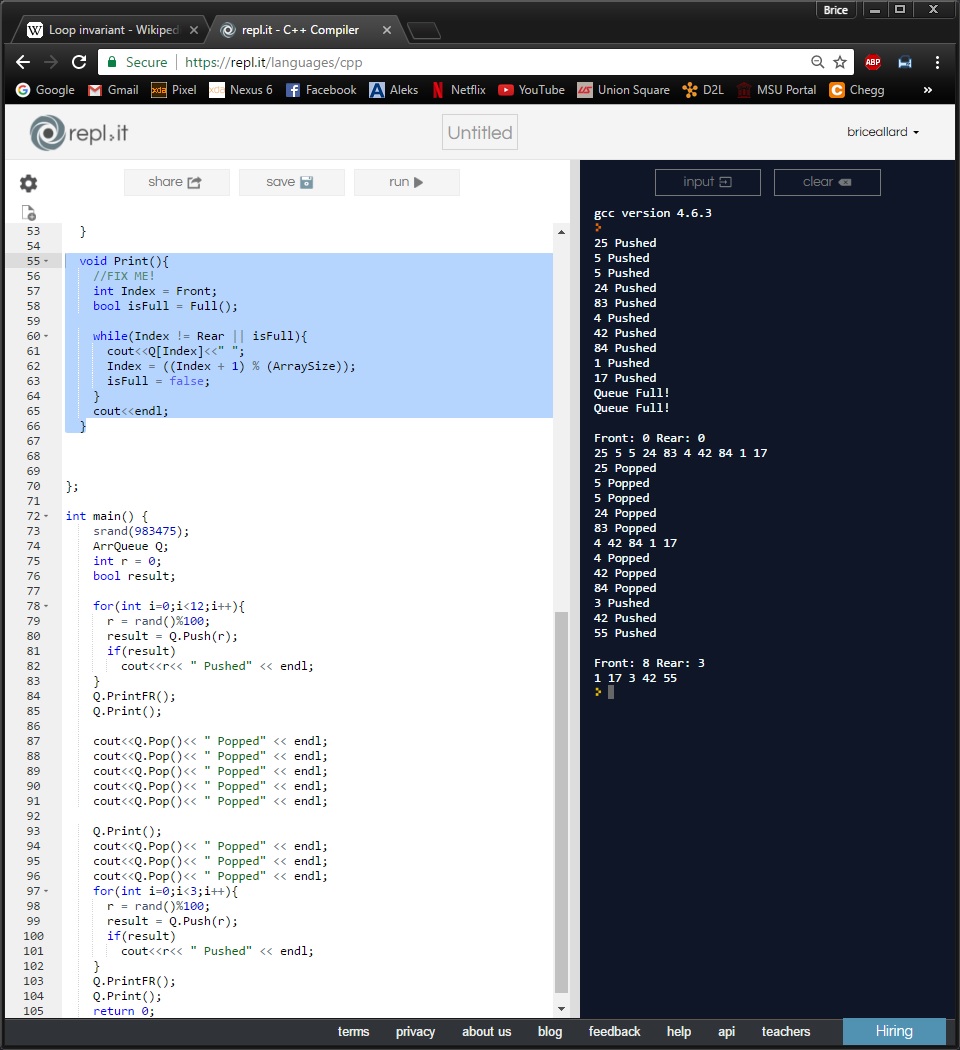 Brice
Loop invariant - Wikiped
repl.it - C++ Compiler
Secure
https://repl.it/languages/cpp
ABP
Google
Gmail
xda Pixel
xda Nexus 6
Facebook
Aleks
Netflix
YouTube
Union Square
D2L
MSU Portal
Chegg
»
repl.it
Untitled
briceallard
share
save
run
input
clear
53 }
54
55 void Print(){
56 //FIX ME!
57 int Index = Front;
58 bool isFull = Full();
59
60 while(Index != Rear || isFull){
61 cout<<Q[Index]<<" ";
62 Index = ((Index + 1) % (ArraySize));
63 isFull = false;
64 }
65 cout<<endl;
66 }
67
68
69
70 };
71
72 int main() {
73 srand(983475);
74 ArrQueue Q;
75 int r = 0;
76 bool result;
77
78 for(int i=0;i<12;i++){
79 r = rand()%100;
80 result = Q.Push(r);
81 if(result)
82 cout<<r<< " Pushed" << endl;
83 }
84 Q.PrintFR();
85 Q.Print();
86
87 cout<<Q.Pop()<< " Popped" << endl;
88 cout<<Q.Pop()<< " Popped" << endl;
89 cout<<Q.Pop()<< " Popped" << endl;
90 cout<<Q.Pop()<< " Popped" << endl;
91 cout<<Q.Pop()<< " Popped" << endl;
92
93 Q.Print();
94 cout<<Q.Pop()<< " Popped" << endl;
95 cout<<Q.Pop()<< " Popped" << endl;
96 cout<<Q.Pop()<< " Popped" << endl;
97 for(int i=0;i<3;i++){
98 r = rand()%100;
99 result = Q.Push(r);
100 if(result)
101 cout<<r<< " Pushed" << endl;
102 }
103 Q.PrintFR();
104 Q.Print();
105 return 0;
gcc version 4.6.3
25 Pushed
5 Pushed
5 Pushed
24 Pushed
83 Pushed
4 Pushed
42 Pushed
84 Pushed
1 Pushed
17 Pushed
Queue Full!
Queue Full!
Front: 0 Rear: 0
25 5 5 24 83 4 42 84 1 17
25 Popped
5 Popped
5 Popped
24 Popped
83 Popped
4 42 84 1 17
4 Popped
42 Popped
84 Popped
3 Pushed
42 Pushed
55 Pushed
Front: 8 Rear: 3
1 17 3 42 55
terms
privacy
about us
blog
feedback
help
api
teachers
Hiring